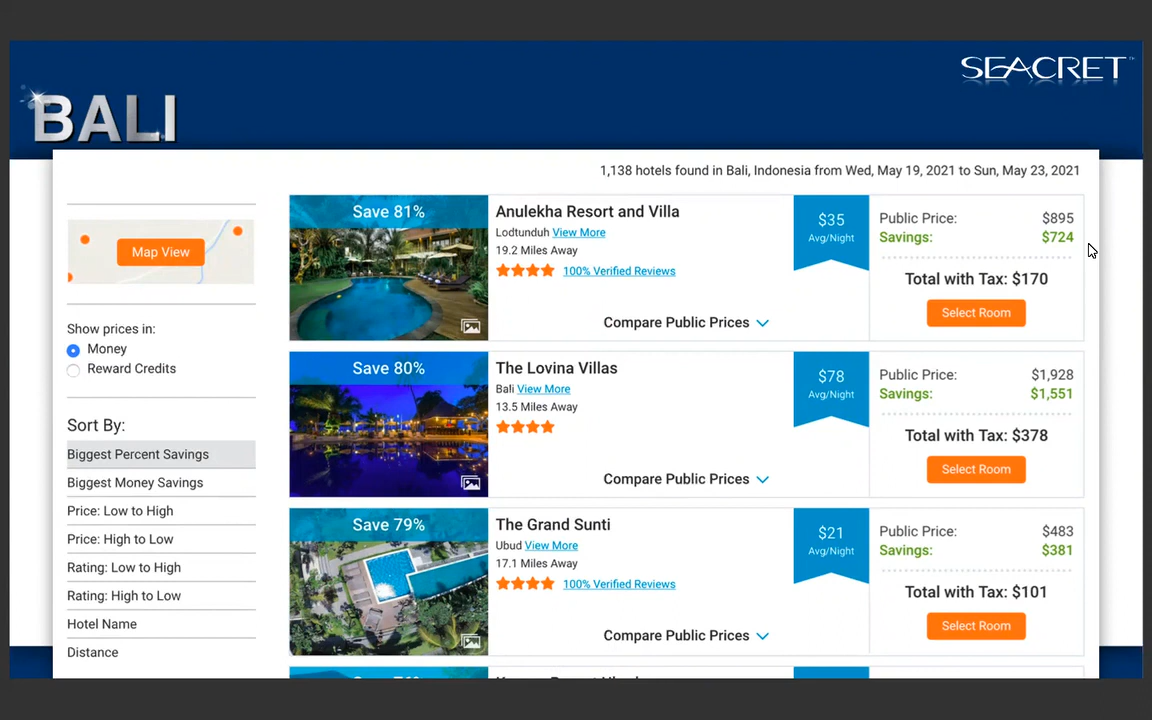 SEACRET
BALI
1,138 hotels found in Bali, Indonesia from Wed, May 19, 2021 to Sun, May 23, 2021
Map View
Show prices in:
Money
Reward Credits
Sort By:
Biggest Percent Savings
Biggest Money Savings
Price: Low to High
Price: High to Low
Rating: Low to High
Rating: High to Low
Hotel Name
Distance
Save 81%
Anulekha Resort and Villa
Lodtunduh View More
19.2 Miles Away
100% Verified Reviews
Compare Public Prices
$35
Avg/Night
Public Price: $895
Savings: $724
Total with Tax: $170
Select Room
Save 80%
The Lovina Villas
Bali View More
13.5 Miles Away
Compare Public Prices
$78
Avg/Night
Public Price: $1,928
Savings: $1,551
Total with Tax: $378
Select Room
Save 79%
The Grand Sunti
Ubud View More
17.1 Miles Away
100% Verified Reviews
Compare Public Prices
$21
Avg/Night
Public Price: $483
Savings: $381
Total with Tax: $101
Select Room